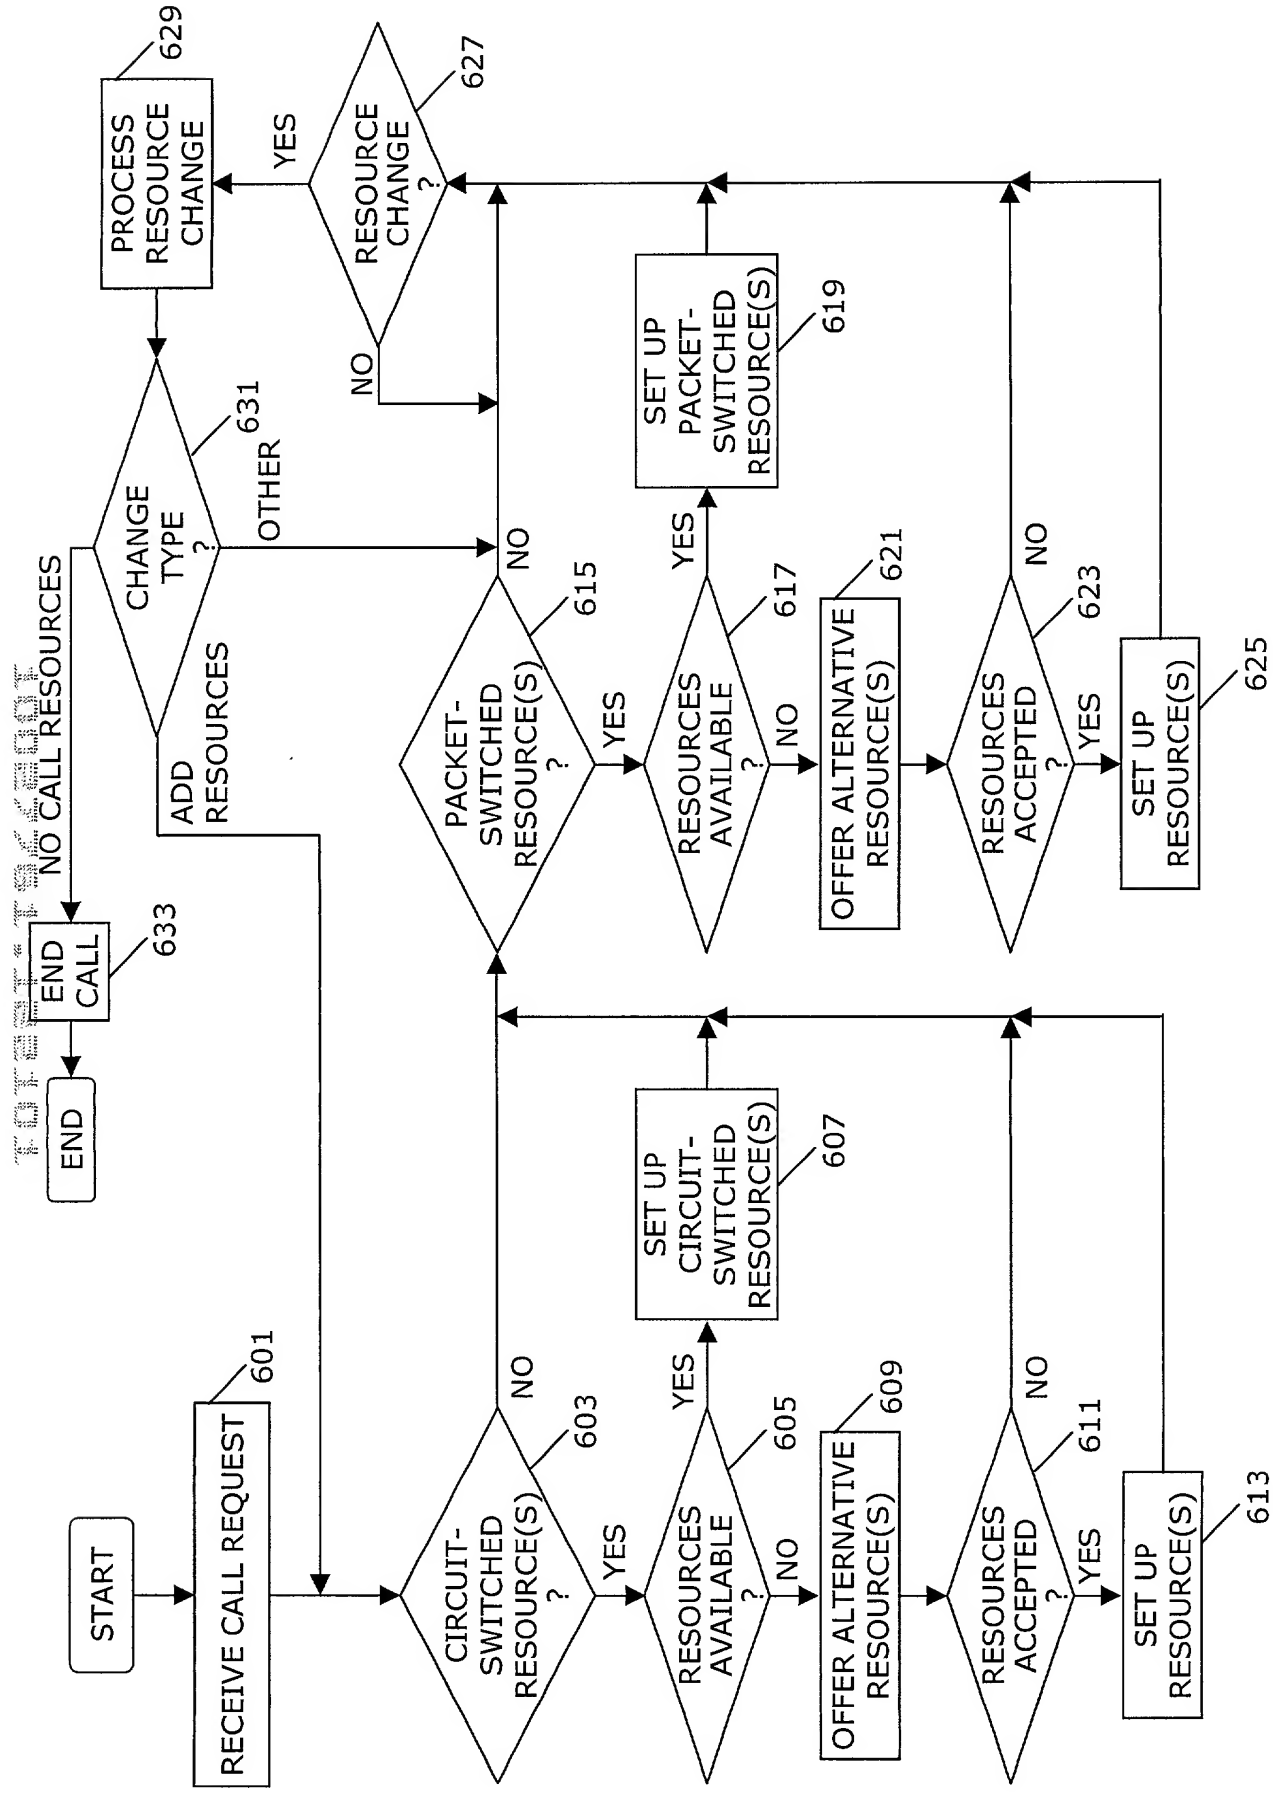 START
RECEIVE CALL REQUEST
601
CIRCUIT-
SWITCHED
RESOURCE(S)
?
603
NO
YES
RESOURCES
AVAILABLE
?
605
YES
NO
SET UP
CIRCUIT-
SWITCHED
RESOURCE(S)
607
OFFER ALTERNATIVE
RESOURCE(S)
609
RESOURCES
ACCEPTED
?
611
NO
YES
SET UP
RESOURCE(S)
613
PACKET-
SWITCHED
RESOURCE(S)
?
615
NO
YES
RESOURCES
AVAILABLE
?
617
YES
NO
SET UP
PACKET-
SWITCHED
RESOURCE(S)
619
OFFER ALTERNATIVE
RESOURCE(S)
621
RESOURCES
ACCEPTED
?
623
NO
YES
SET UP
RESOURCE(S)
625
RESOURCE
CHANGE
?
627
NO
YES
PROCESS
RESOURCE
CHANGE
629
CHANGE
TYPE
?
631
OTHER
ADD
RESOURCES
NO CALL RESOURCES
END
CALL
633
END